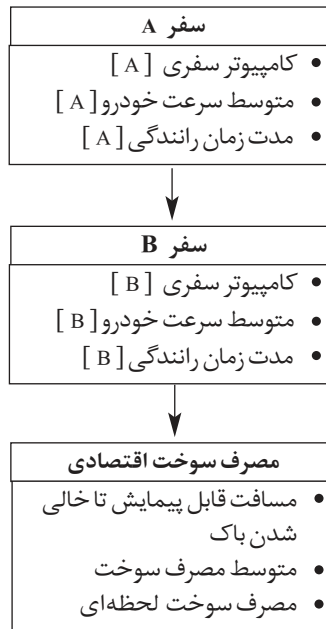 سفر A
• کامپیوتر سفری [A]
• متوسط سرعت خودرو [A]
• مدت زمان رانندگی [A]
سفر B
• کامپیوتر سفری [B]
• متوسط سرعت خودرو [B]
• مدت زمان رانندگی [B]
مصرف سوخت اقتصادی
• مسافت قابل پیمایش تا خالی
شدن باک
• متوسط مصرف سوخت
• مصرف سوخت لحظه‌ای